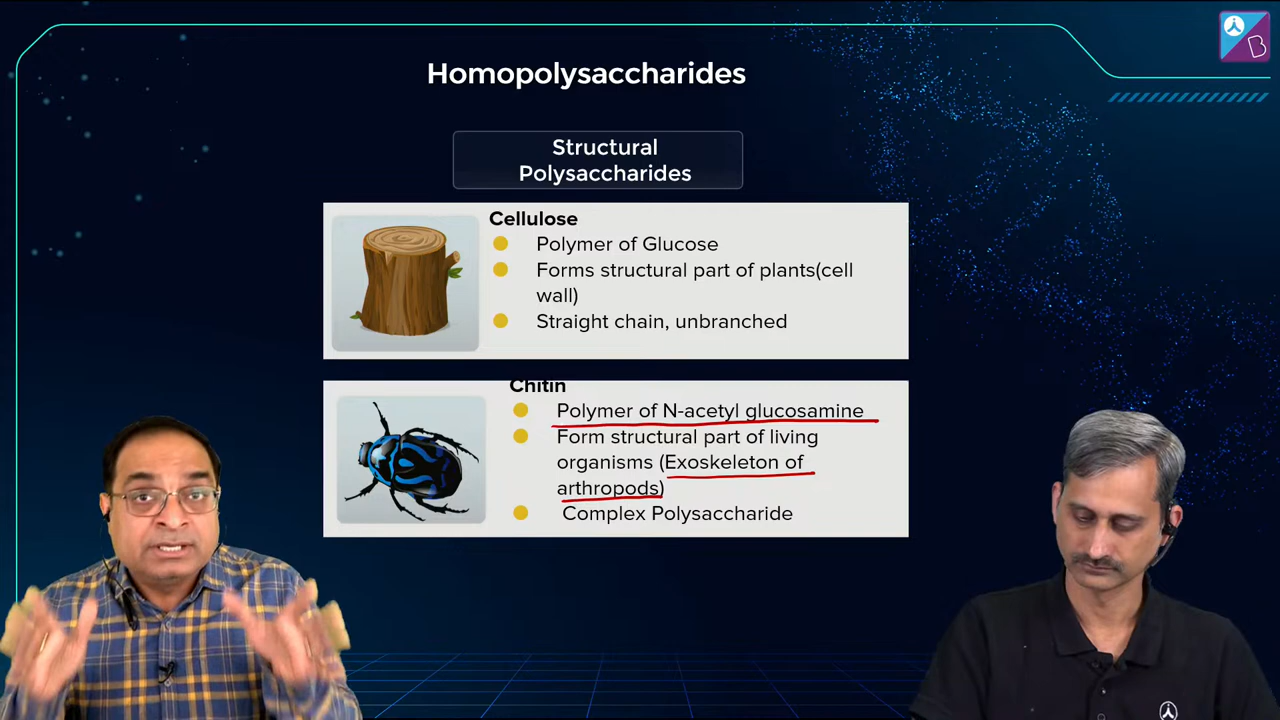 Homopolysaccharides
Structural
Polysaccharides
Cellulose
Polymer of Glucose
Forms structural part of plants(cell
wall)
Straight chain, unbranched
Chitin
Polymer of N-acetyl glucosamine
Form structural part of living
organisms (Exoskeleton of
arthropods)
Complex Polysaccharide
B